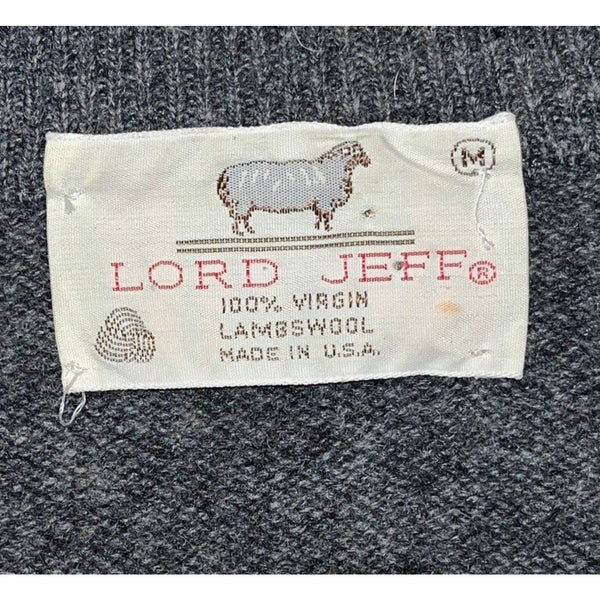 M
LORD JEFF®
100% VIRGIN
LAMBSWOOL
MADE IN U.S.A.